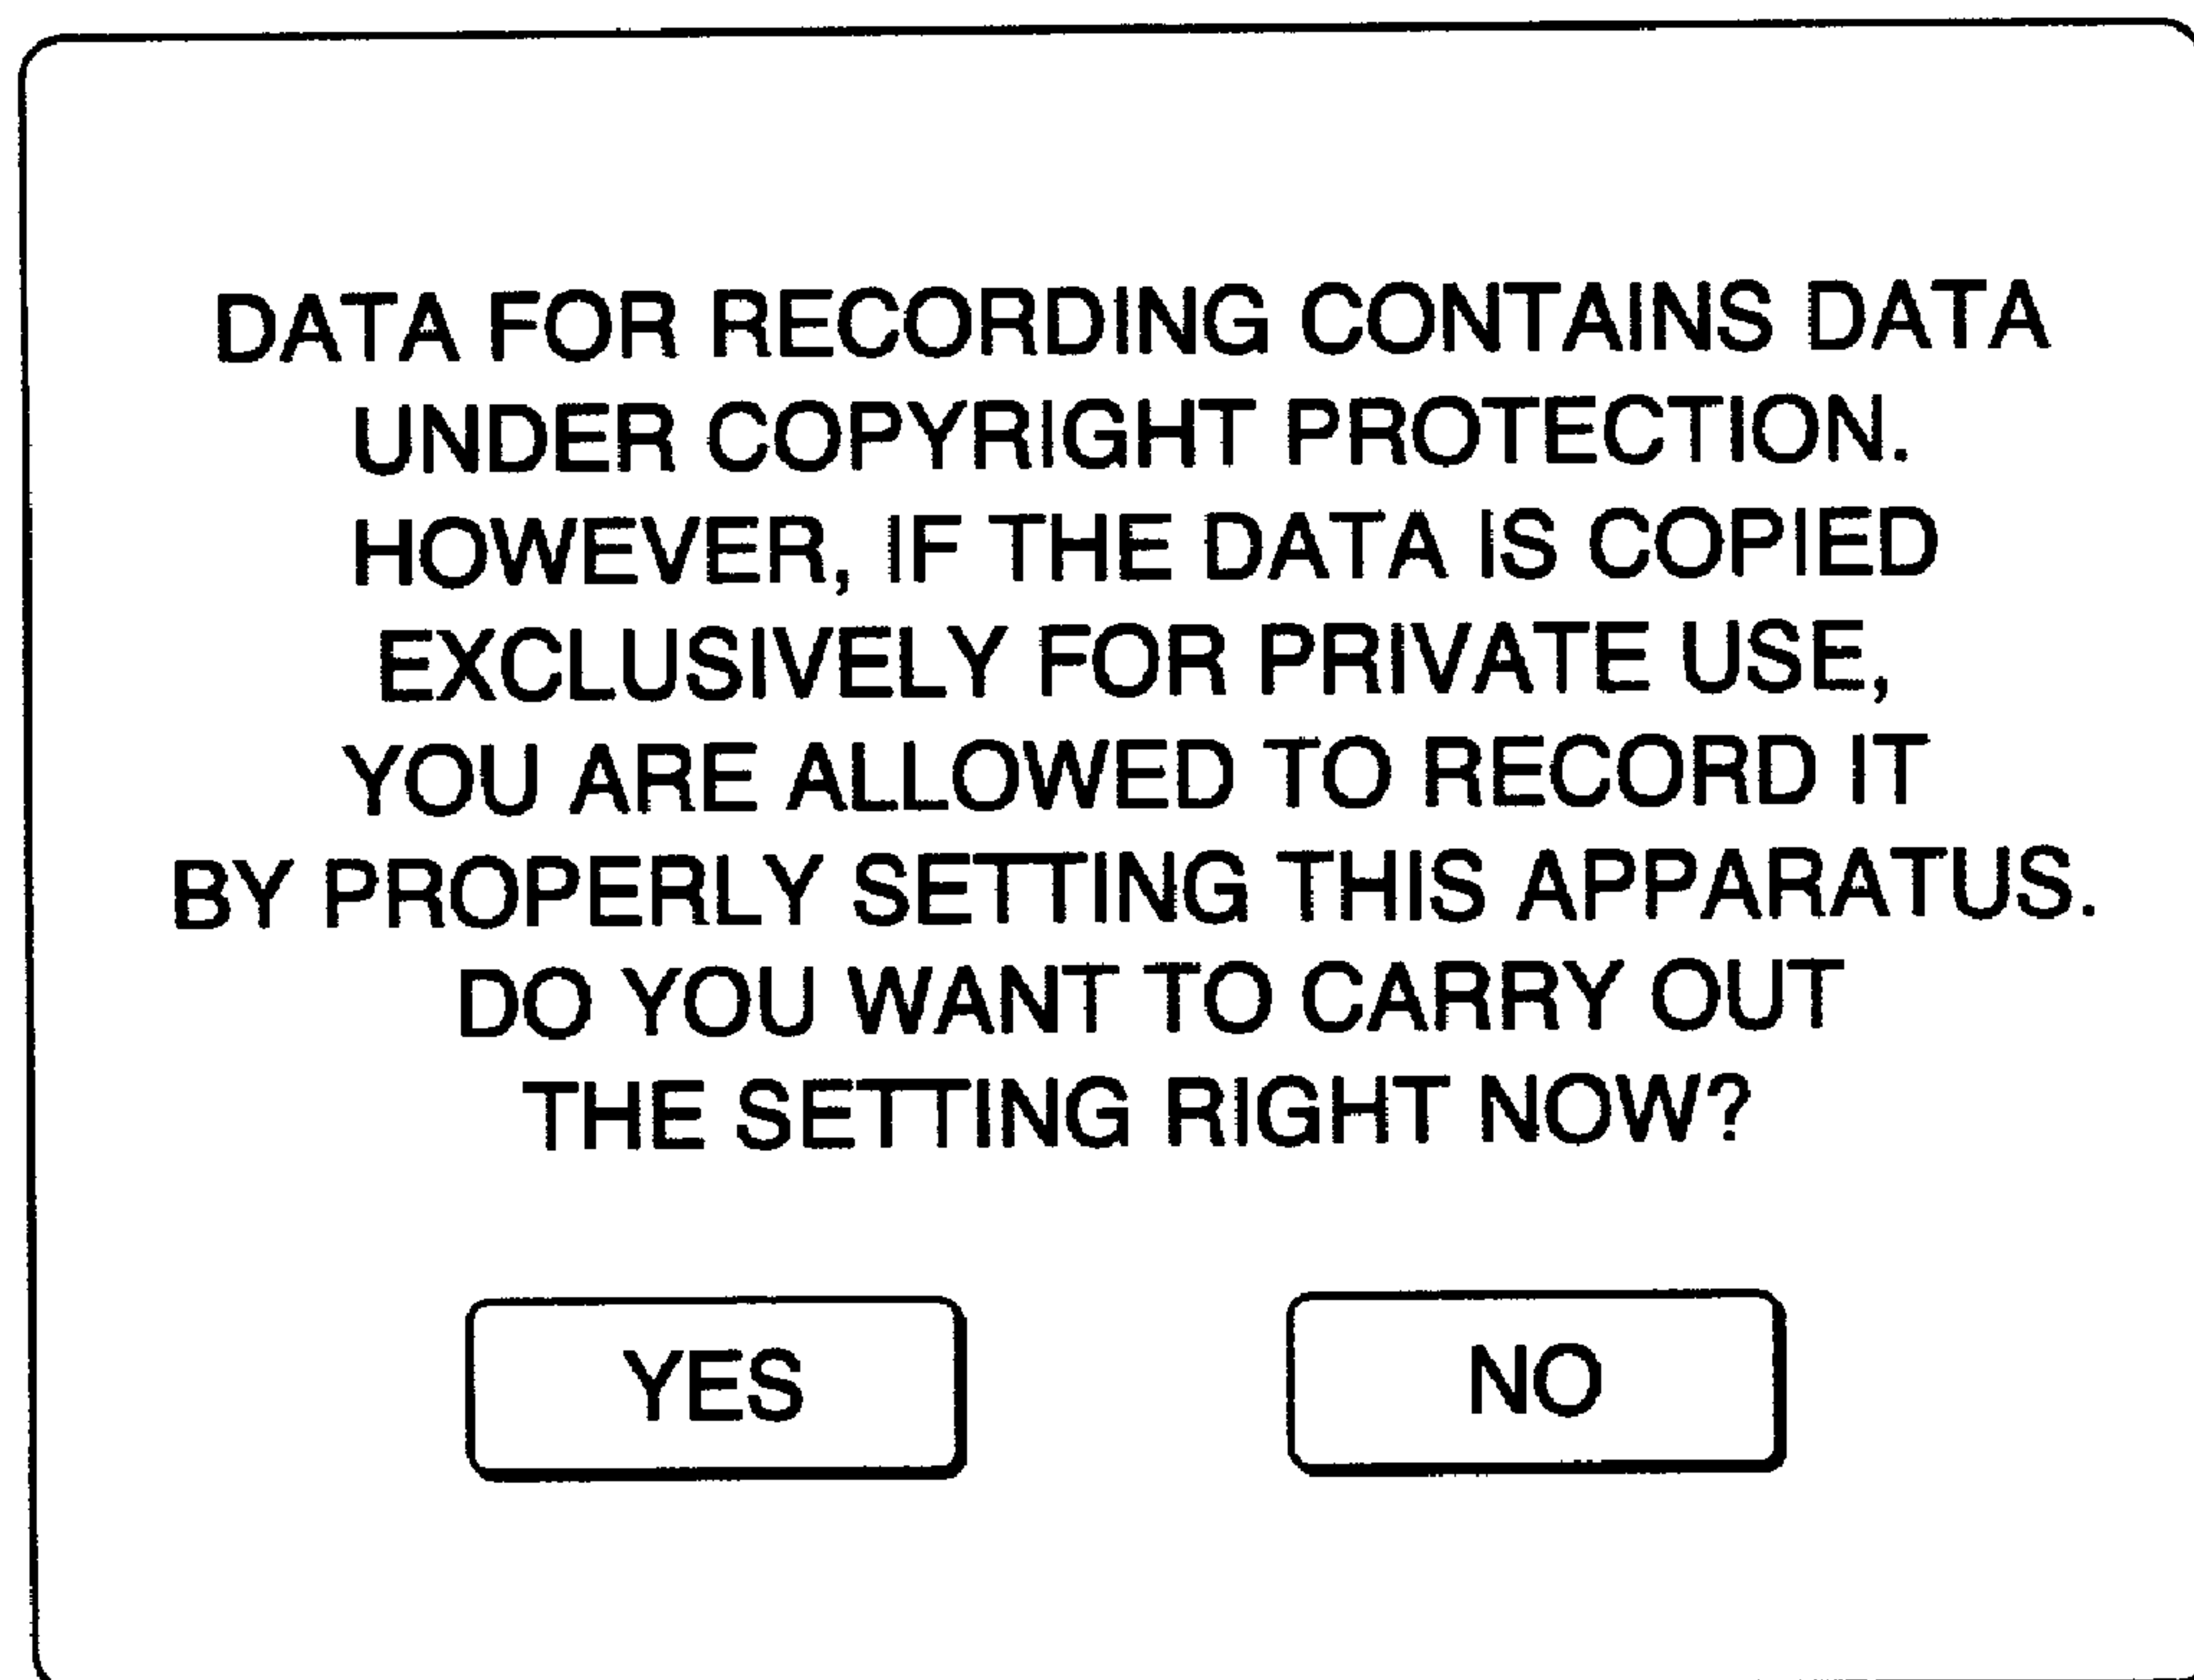 DATA FOR RECORDING CONTAINS DATA
UNDER COPYRIGHT PROTECTION.
HOWEVER, IF THE DATA IS COPIED
EXCLUSIVELY FOR PRIVATE USE,
YOU ARE ALLOWED TO RECORD IT
BY PROPERLY SETTING THIS APPARATUS.
DO YOU WANT TO CARRY OUT
THE SETTING RIGHT NOW?
YES NO